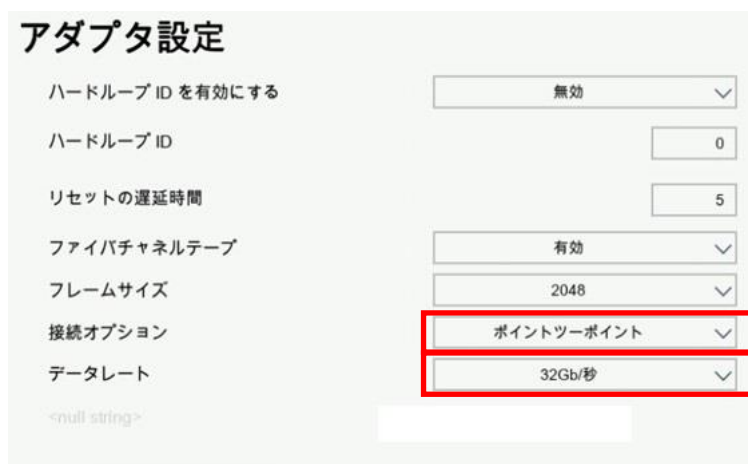 アダプタ設定
ハードループ ID を有効にする 無効
ハードループ ID 0
リセットの遅延時間 5
ファイバチャネルテープ 有効
フレームサイズ 2048
接続オプション ポイントツーポイント
データレート 32Gb/秒
<null string>